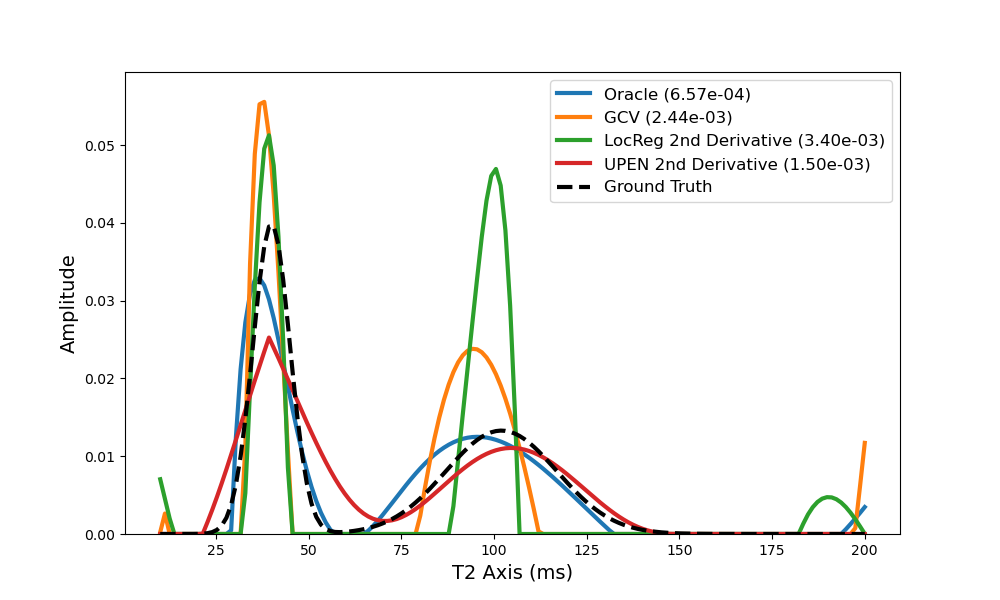 Oracle (6.57e-04)
GCV (2.44e-03)
LocReg 2nd Derivative (3.40e-03)
UPEN 2nd Derivative (1.50e-03)
Ground Truth
Amplitude
0.05
0.04
0.03
0.02
0.01
0.00
25 50 75 100 125 150 175 200
T2 Axis (ms)